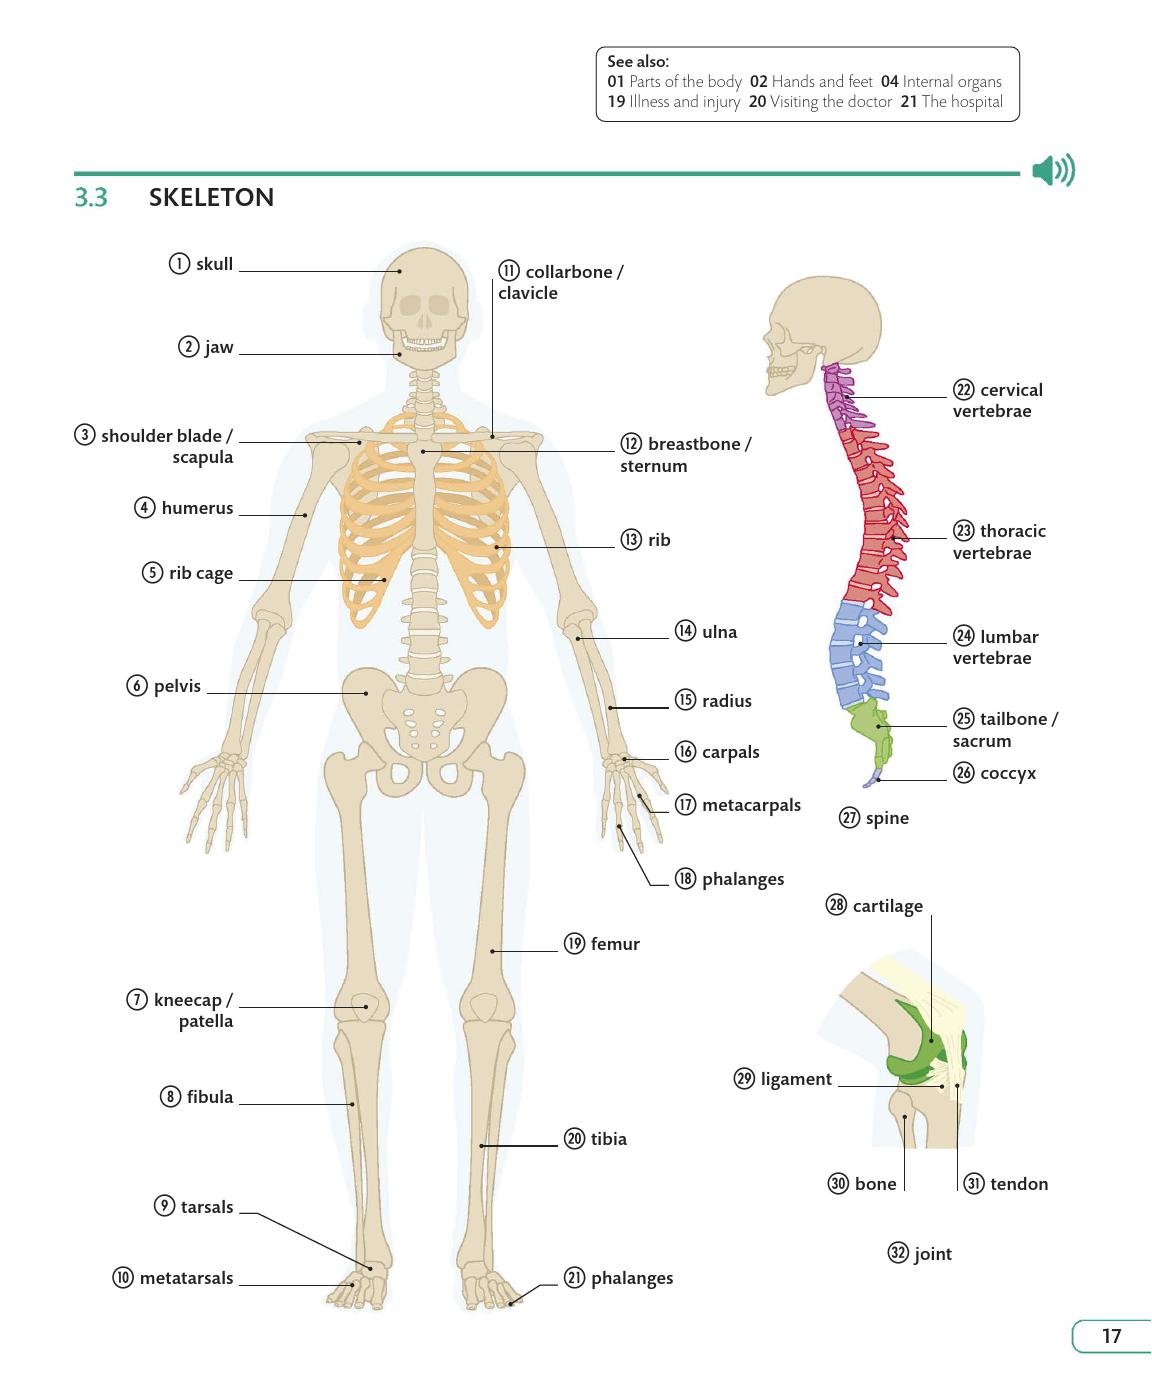 See also:
01 Parts of the body 02 Hands and feet 04 Internal organs
19 Illness and injury 20 Visiting the doctor 21 The hospital
3.3 SKELETON
1 skull
2 jaw
3 shoulder blade /
scapula
4 humerus
5 rib cage
6 pelvis
7 kneecap /
patella
8 fibula
9 tarsals
10 metatarsals
11 collarbone /
clavicle
12 breastbone /
sternum
13 rib
14 ulna
15 radius
16 carpals
17 metacarpals
18 phalanges
19 femur
20 tibia
21 phalanges
22 cervical
vertebrae
23 thoracic
vertebrae
24 lumbar
vertebrae
25 tailbone /
sacrum
26 coccyx
27 spine
28 cartilage
29 ligament
30 bone
31 tendon
32 joint
17